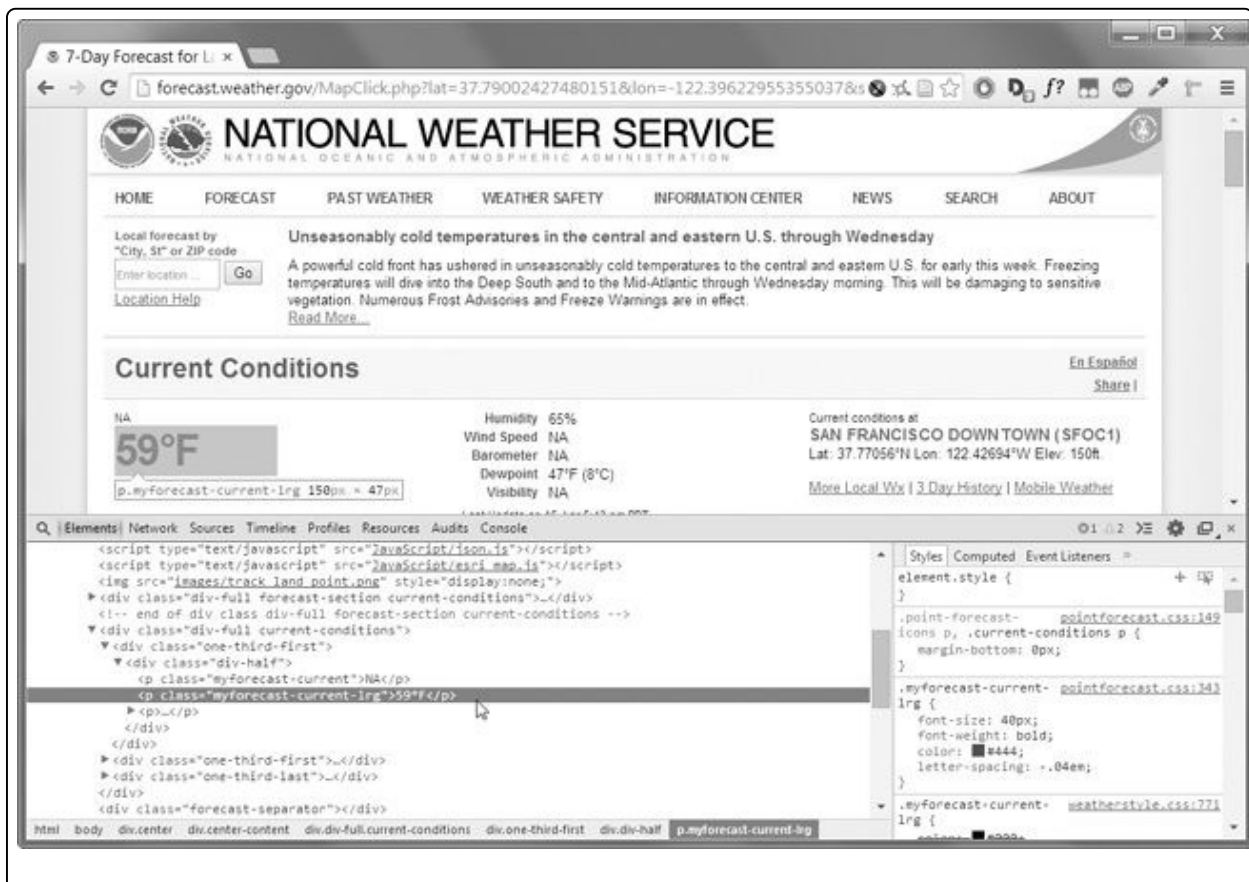 7-Day Forecast for L
forecast.weather.gov/MapClick.php?lat=37.79002427480151&lon=-122.39622955355037&s
NATIONAL WEATHER SERVICE
NATIONAL OCEANIC AND ATMOSPHERIC ADMINISTRATION
HOME FORECAST PAST WEATHER WEATHER SAFETY INFORMATION CENTER NEWS SEARCH ABOUT
Local forecast by
"City, St" or ZIP code
Enter location ...
Go
Location Help
Unseasonably cold temperatures in the central and eastern U.S. through Wednesday
A powerful cold front has ushered in unseasonably cold temperatures to the central and eastern U.S. for early this week. Freezing
temperatures will dive into the Deep South and to the Mid-Atlantic through Wednesday morning. This will be damaging to sensitive
vegetation. Numerous Frost Advisories and Freeze Warnings are in effect.
Read More...
Current Conditions
En Español
Share |
NA
59°F
p.myforecast-current-lrg 150px × 47px
Humidity 65%
Wind Speed NA
Barometer NA
Dewpoint 47°F (8°C)
Visibility NA
Current conditions at
SAN FRANCISCO DOWNTOWN (SFOC1)
Lat: 37.77056°N Lon: 122.42694°W Elev: 150ft.
More Local Wx | 3 Day History | Mobile Weather
Elements Network Sources Timeline Profiles Resources Audits Console
1 2
<script type="text/javascript" src="JavaScript/json.js"></script>
<script type="text/javascript" src="JavaScript/esri_map.js"></script>
<img src="images/track_land_point.png" style="display:none;">
▶<div class="div-full forecast-section current-conditions">…</div>
<!-- end of div class div-full forecast-section current-conditions -->
▼<div class="div-full current-conditions">
▼<div class="one-third-first">
▼<div class="div-half">
<p class="myforecast-current">NA</p>
<p class="myforecast-current-lrg">59°F</p>
▶<p>…</p>
</div>
</div>
▶<div class="one-third-first">…</div>
▶<div class="one-third-last">…</div>
</div>
<div class="forecast-separator"></div>
html body div.center div.center-content div.div-full.current-conditions div.one-third-first div.div-half p.myforecast-current-lrg
Styles Computed Event Listeners »
element.style {
}
.point-forecast- pointforecast.css:149
icons p, .current-conditions p {
margin-bottom: 0px;
}
.myforecast-current- pointforecast.css:343
lrg {
font-size: 40px;
font-weight: bold;
color: #444;
letter-spacing: -.04em;
}
.myforecast-current- weatherstyle.css:771
lrg {